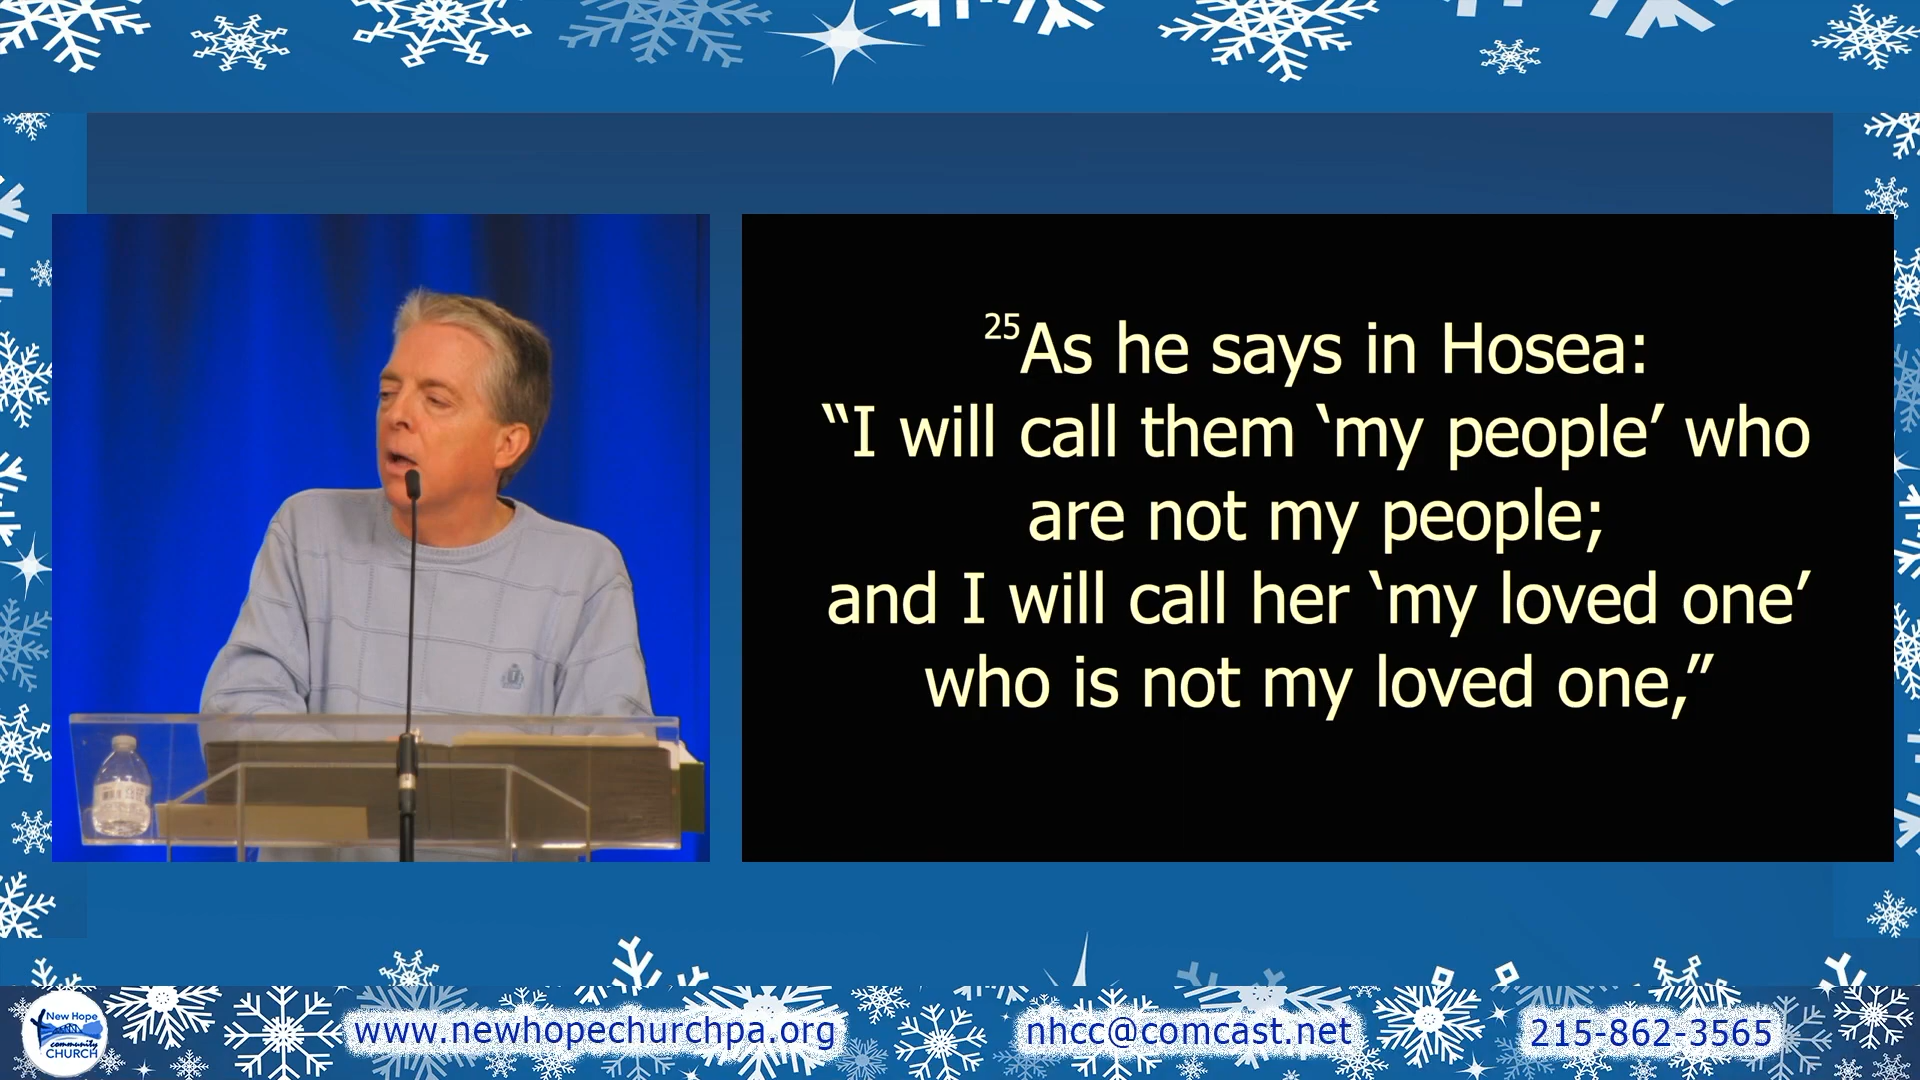 25As he says in Hosea:
“I will call them ‘my people’ who
are not my people;
and I will call her ‘my loved one’
who is not my loved one,”
New Hope
community
CHURCH
www.newhopechurchpa.org
nhcc@comcast.net
215-862-3565